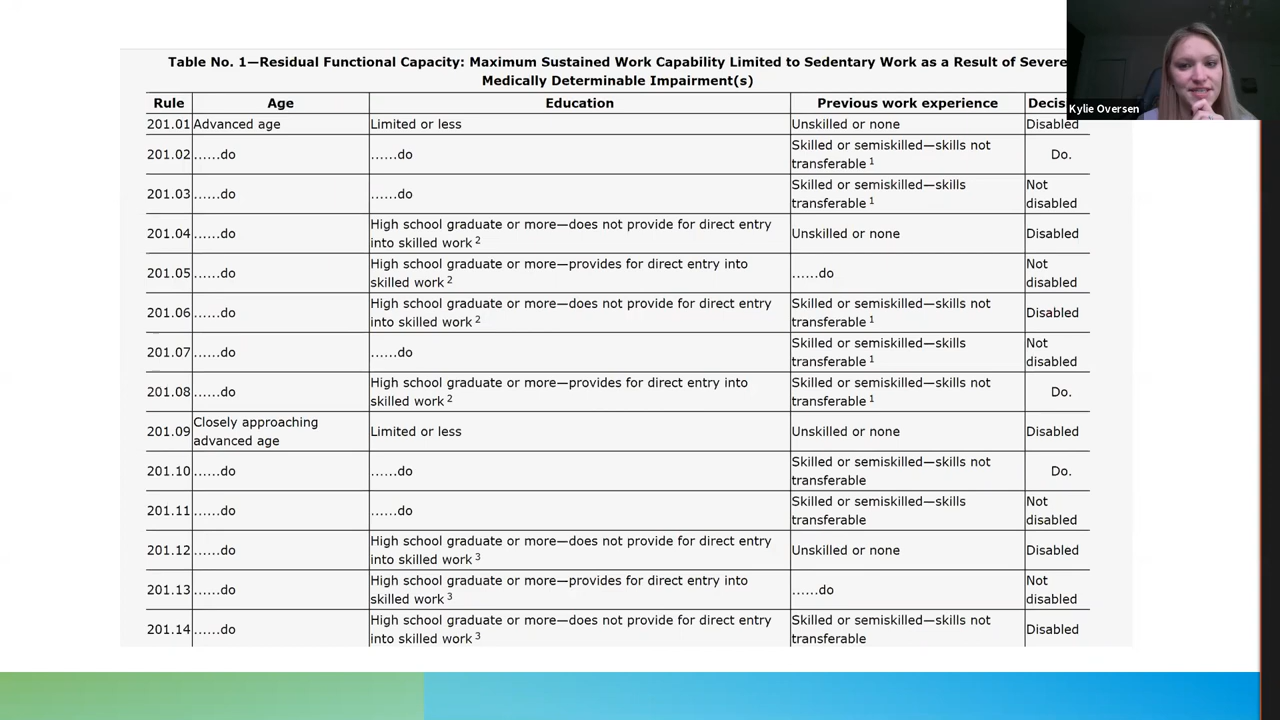 Table No. 1—Residual Functional Capacity: Maximum Sustained Work Capability Limited to Sedentary Work as a Result of Severe
Medically Determinable Impairment(s)
Rule Age Education Previous work experience
201.01 Advanced age Limited or less Unskilled or none Disabled
201.02 ……do ……do Skilled or semiskilled—skills not
transferable 1 Do.
201.03 ……do ……do Skilled or semiskilled—skills
transferable 1 Not
disabled
201.04 ……do High school graduate or more—does not provide for direct entry
into skilled work 2 Unskilled or none Disabled
201.05 ……do High school graduate or more—provides for direct entry into
skilled work 2 ……do Not
disabled
201.06 ……do High school graduate or more—does not provide for direct entry
into skilled work 2 Skilled or semiskilled—skills not
transferable 1 Disabled
201.07 ……do ……do Skilled or semiskilled—skills
transferable 1 Not
disabled
201.08 ……do High school graduate or more—provides for direct entry into
skilled work 2 Skilled or semiskilled—skills not
transferable 1 Do.
201.09 Closely approaching
advanced age Limited or less Unskilled or none Disabled
201.10 ……do ……do Skilled or semiskilled—skills not
transferable Do.
201.11 ……do ……do Skilled or semiskilled—skills
transferable Not
disabled
201.12 ……do High school graduate or more—does not provide for direct entry
into skilled work 3 Unskilled or none Disabled
201.13 ……do High school graduate or more—provides for direct entry into
skilled work 3 ……do Not
disabled
201.14 ……do High school graduate or more—does not provide for direct entry
into skilled work 3 Skilled or semiskilled—skills not
transferable Disabled
Kylie Oversen